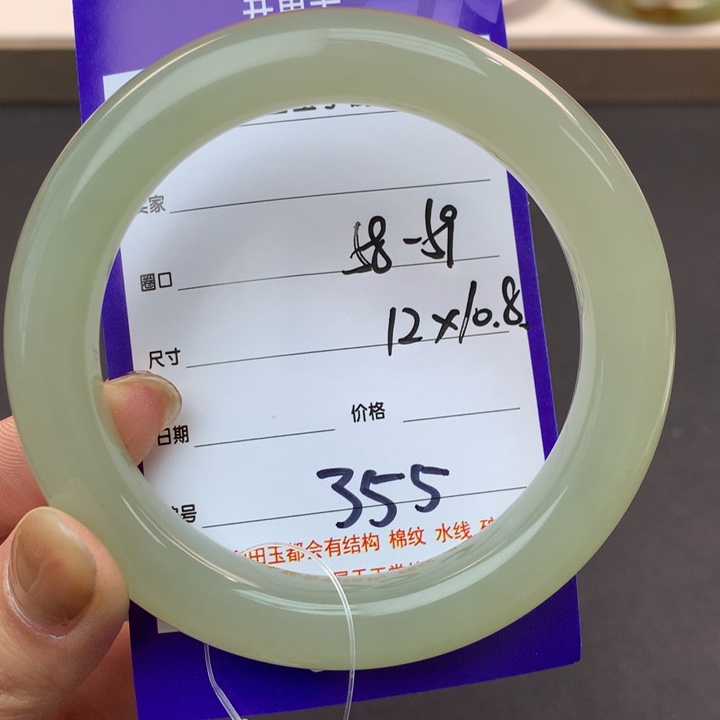 家
圈口 58-59
尺寸 12×10.8
日期 价格
号 355
田玉都会有结构 棉纹 水线